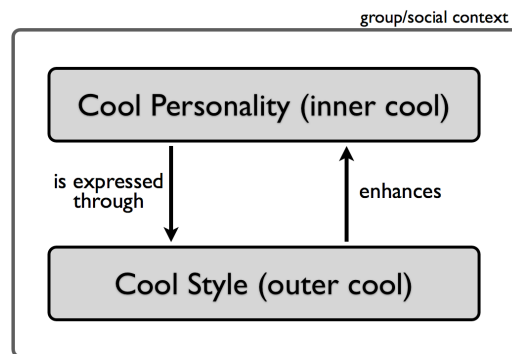 group/social context
Cool Personality (inner cool)
is expressed
through
enhances
Cool Style (outer cool)